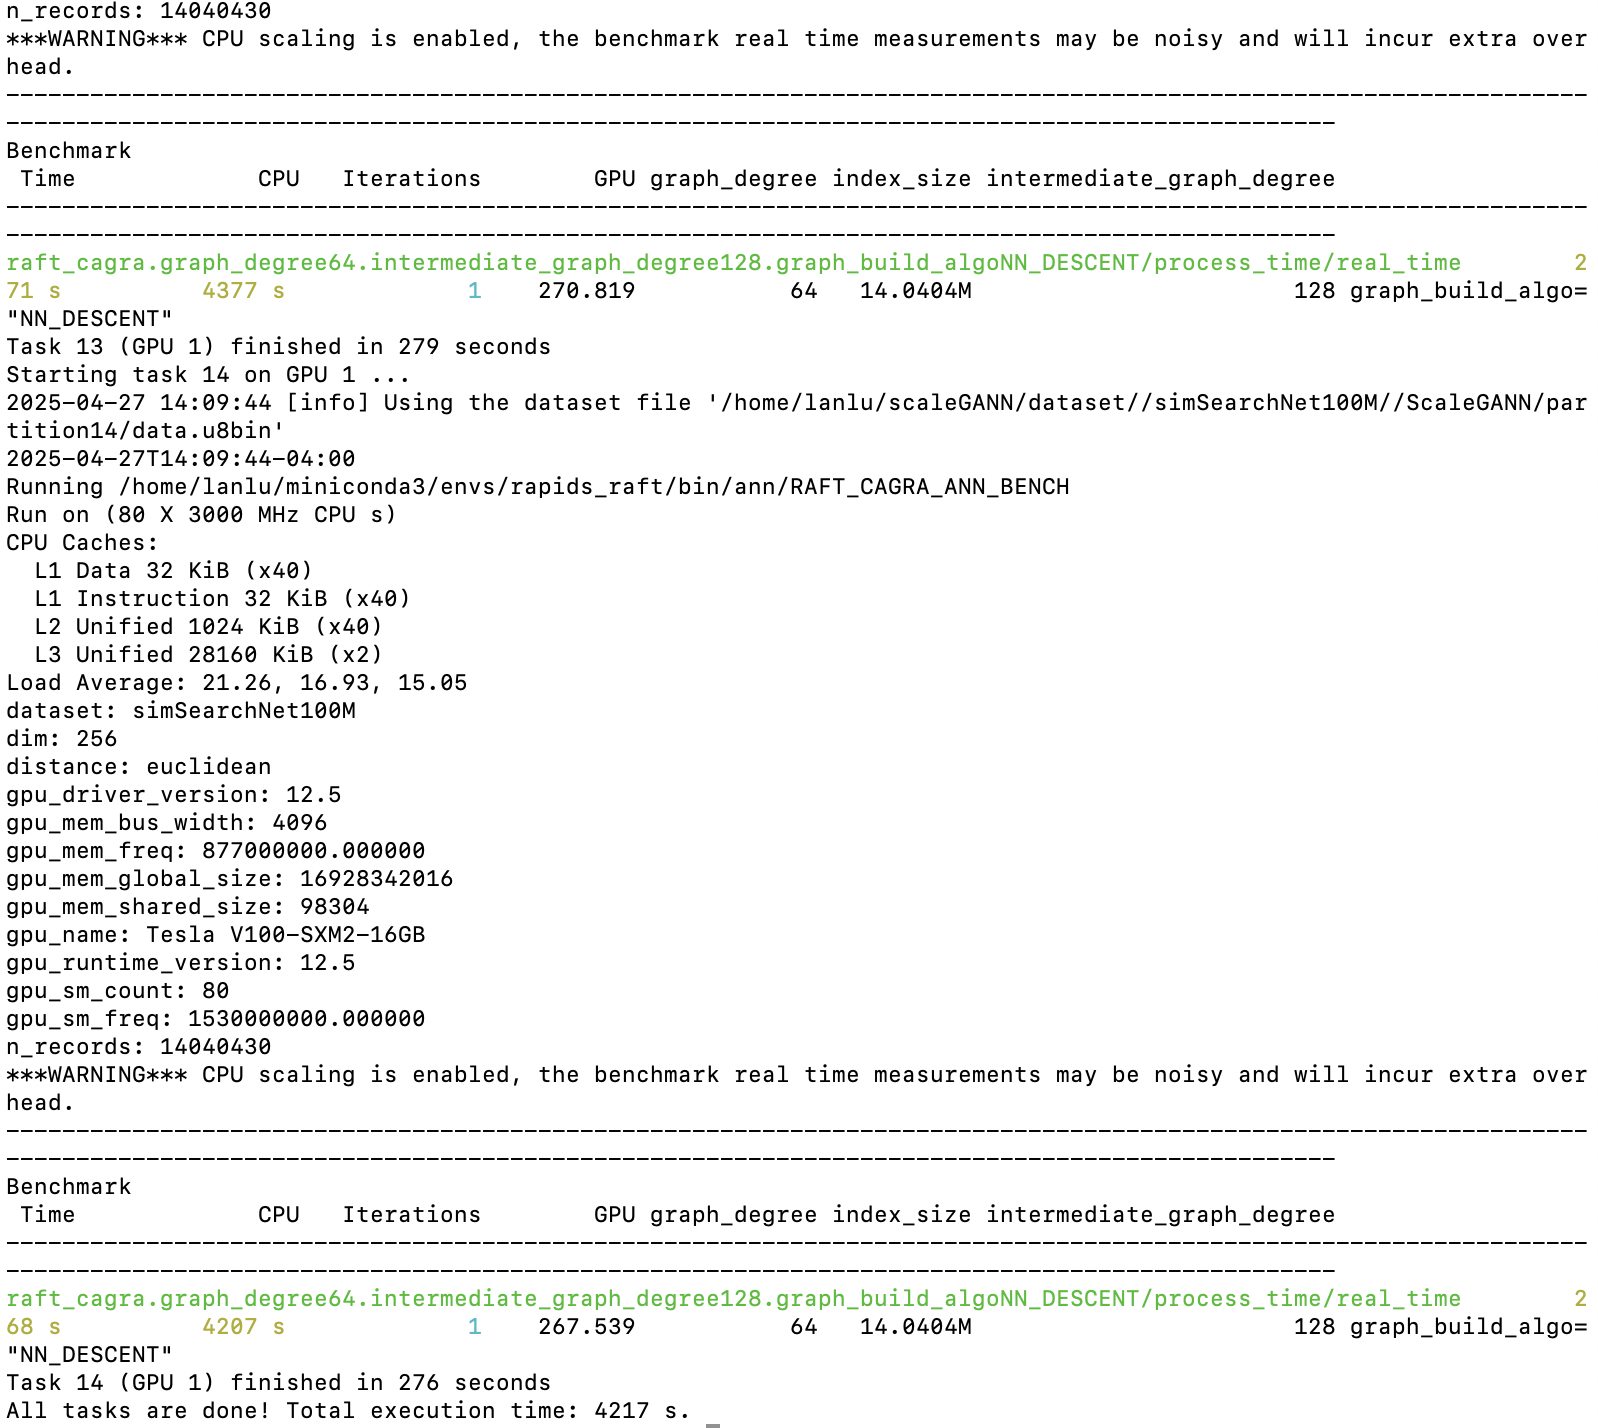 n_records: 14040430
***WARNING*** CPU scaling is enabled, the benchmark real time measurements may be noisy and will incur extra over
head.
-----------------------------------------------------------------------------------------------------------------
-----------------------------------------------------------------------------------------------
Benchmark
 Time             CPU   Iterations        GPU graph_degree index_size intermediate_graph_degree
-----------------------------------------------------------------------------------------------------------------
-----------------------------------------------------------------------------------------------
raft_cagra.graph_degree64.intermediate_graph_degree128.graph_build_algoNN_DESCENT/process_time/real_time        2
71 s          4377 s             1    270.819           64   14.0404M                       128 graph_build_algo=
"NN_DESCENT"
Task 13 (GPU 1) finished in 279 seconds
Starting task 14 on GPU 1 ...
2025-04-27 14:09:44 [info] Using the dataset file '/home/lanlu/scaleGANN/dataset//simSearchNet100M//ScaleGANN/par
tition14/data.u8bin'
2025-04-27T14:09:44-04:00
Running /home/lanlu/miniconda3/envs/rapids_raft/bin/ann/RAFT_CAGRA_ANN_BENCH
Run on (80 X 3000 MHz CPU s)
CPU Caches:
  L1 Data 32 KiB (x40)
  L1 Instruction 32 KiB (x40)
  L2 Unified 1024 KiB (x40)
  L3 Unified 28160 KiB (x2)
Load Average: 21.26, 16.93, 15.05
dataset: simSearchNet100M
dim: 256
distance: euclidean
gpu_driver_version: 12.5
gpu_mem_bus_width: 4096
gpu_mem_freq: 877000000.000000
gpu_mem_global_size: 16928342016
gpu_mem_shared_size: 98304
gpu_name: Tesla V100-SXM2-16GB
gpu_runtime_version: 12.5
gpu_sm_count: 80
gpu_sm_freq: 1530000000.000000
n_records: 14040430
***WARNING*** CPU scaling is enabled, the benchmark real time measurements may be noisy and will incur extra over
head.
-----------------------------------------------------------------------------------------------------------------
-----------------------------------------------------------------------------------------------
Benchmark
 Time             CPU   Iterations        GPU graph_degree index_size intermediate_graph_degree
-----------------------------------------------------------------------------------------------------------------
-----------------------------------------------------------------------------------------------
raft_cagra.graph_degree64.intermediate_graph_degree128.graph_build_algoNN_DESCENT/process_time/real_time        2
68 s          4207 s             1    267.539           64   14.0404M                       128 graph_build_algo=
"NN_DESCENT"
Task 14 (GPU 1) finished in 276 seconds
All tasks are done! Total execution time: 4217 s.